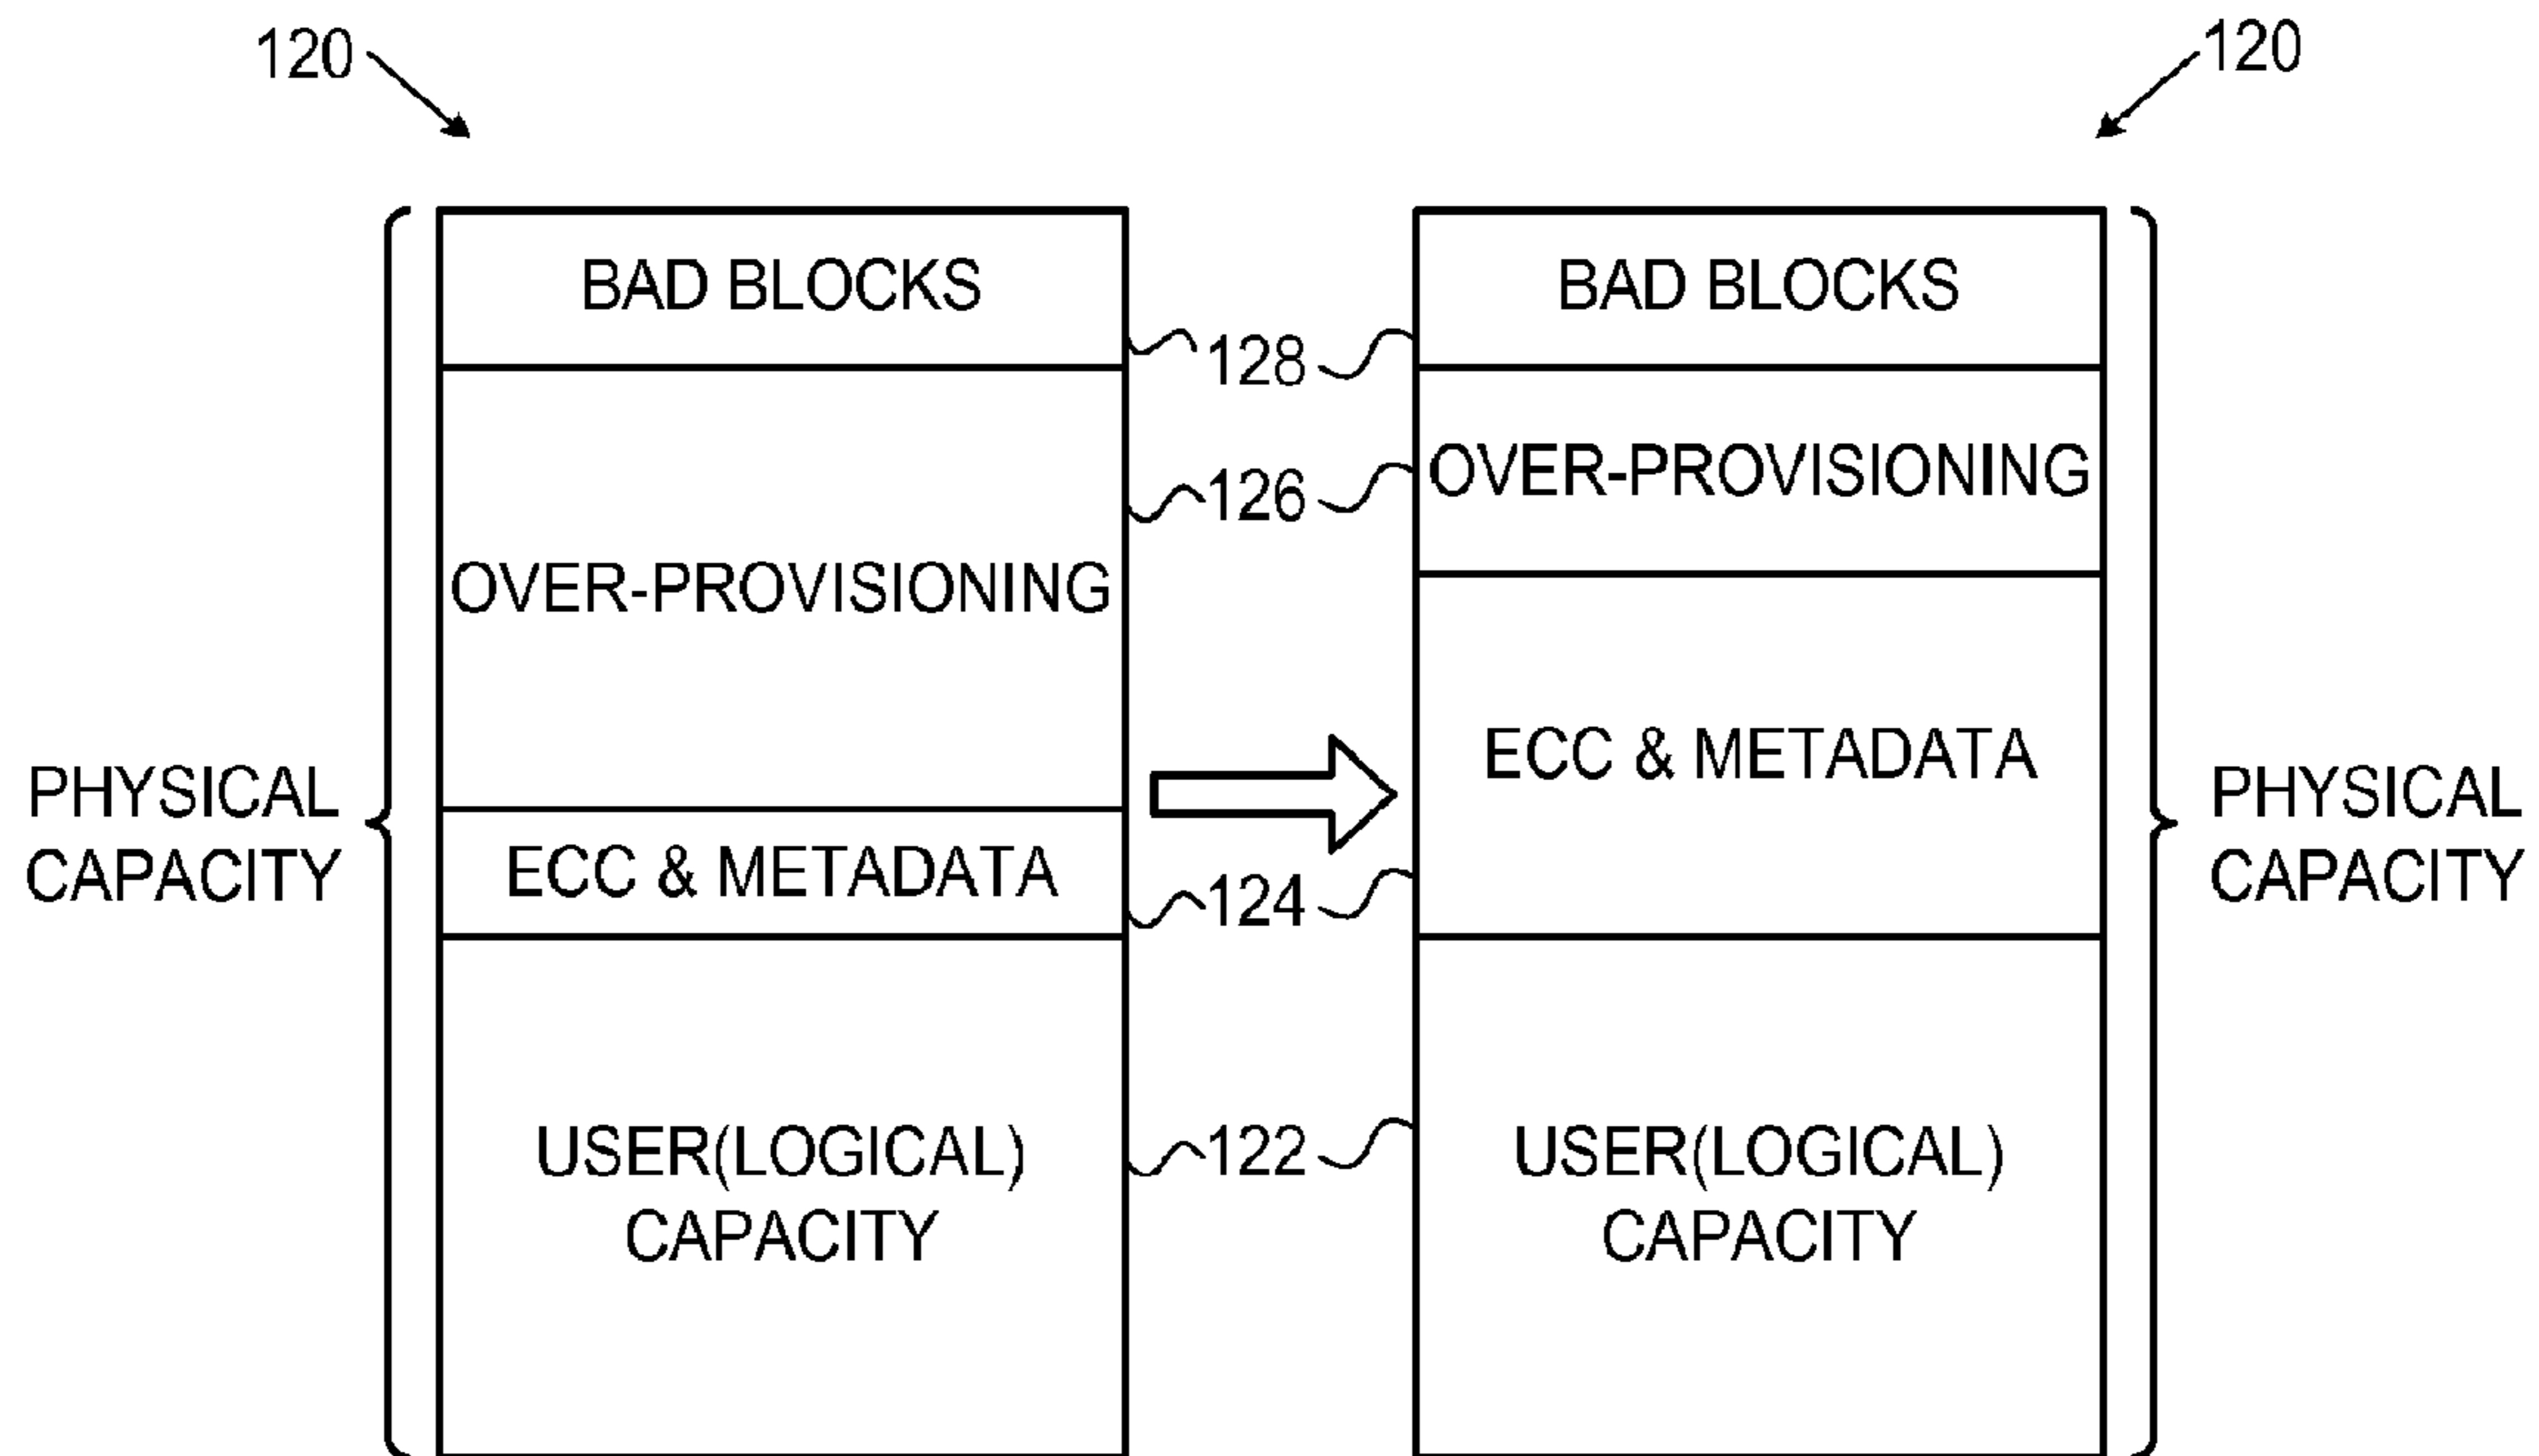 120
120
BAD BLOCKS
BAD BLOCKS
128
OVER-PROVISIONING
126
OVER-PROVISIONING
ECC & METADATA
PHYSICAL
CAPACITY
PHYSICAL
CAPACITY
ECC & METADATA
124
USER(LOGICAL)
CAPACITY
122
USER(LOGICAL)
CAPACITY